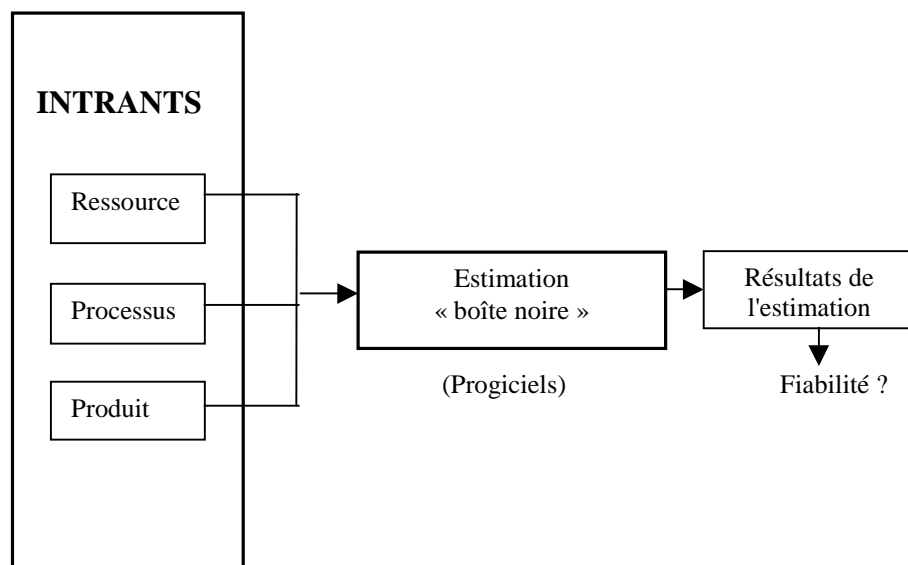 INTRANTS
Ressource
Processus
Produit
Estimation
« boîte noire »
(Progiciels)
Résultats de
l'estimation
Fiabilité ?